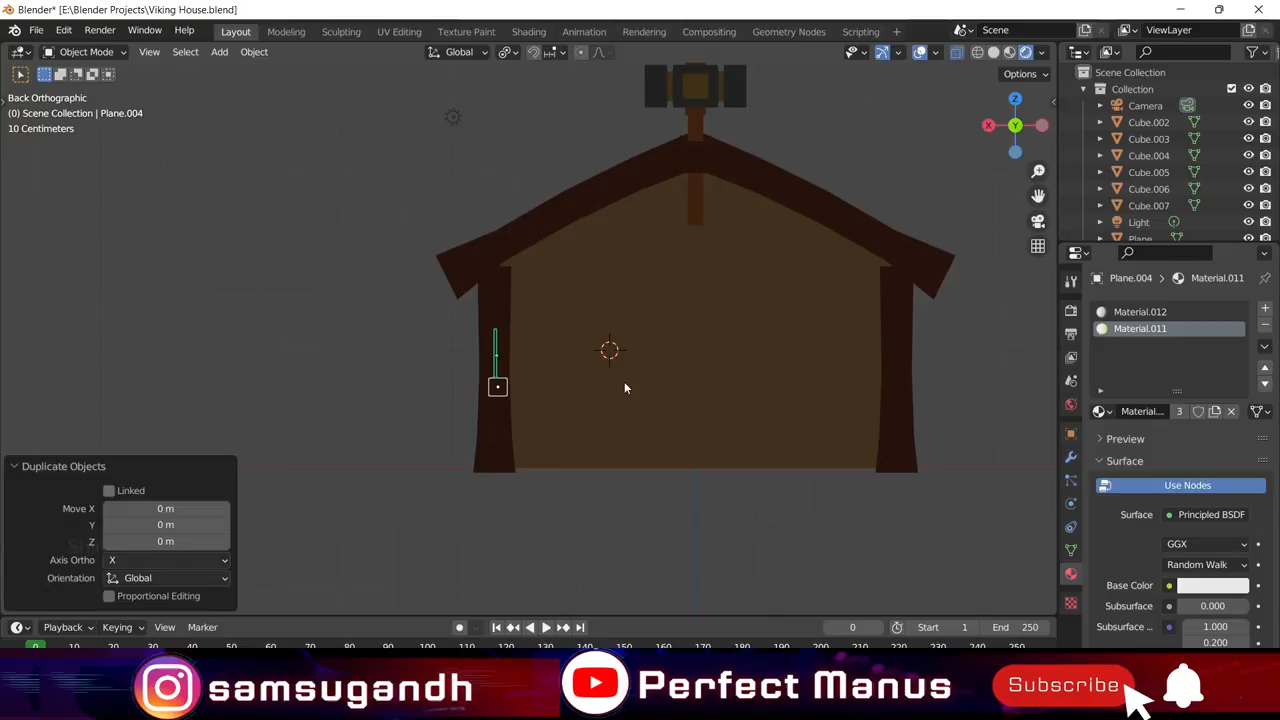 Blender* [E:\Blender Projects\Viking House.blend]
File Edit Render Window Help Layout Modeling Sculpting UV Editing Texture Paint Shading Animation Rendering Compositing Geometry Nodes Scripting Scene ViewLayer
Object Mode View Select Add Object Global
Options
Back Orthographic
(0) Scene Collection | Plane.004
10 Centimeters
Scene Collection
Collection
Camera
Cube.002
Cube.003
Cube.004
Cube.005
Cube.006
Cube.007
Light
Plane
Plane.004 Material.011
Material.012
Material.011
Material.... 3
Preview
Surface
Use Nodes
Surface Principled BSDF
GGX
Random Walk
Base Color
Subsurface 0.000
Subsurface .. 1.000
0.200
Duplicate Objects
Linked
Move X 0 m
Y 0 m
Z 0 m
Axis Ortho X
Orientation Global
Proportional Editing
Playback Keying View Marker 0 Start 1 End 250
0
samsugandh
Perfect Manus
Subscribe
X
Y
Z